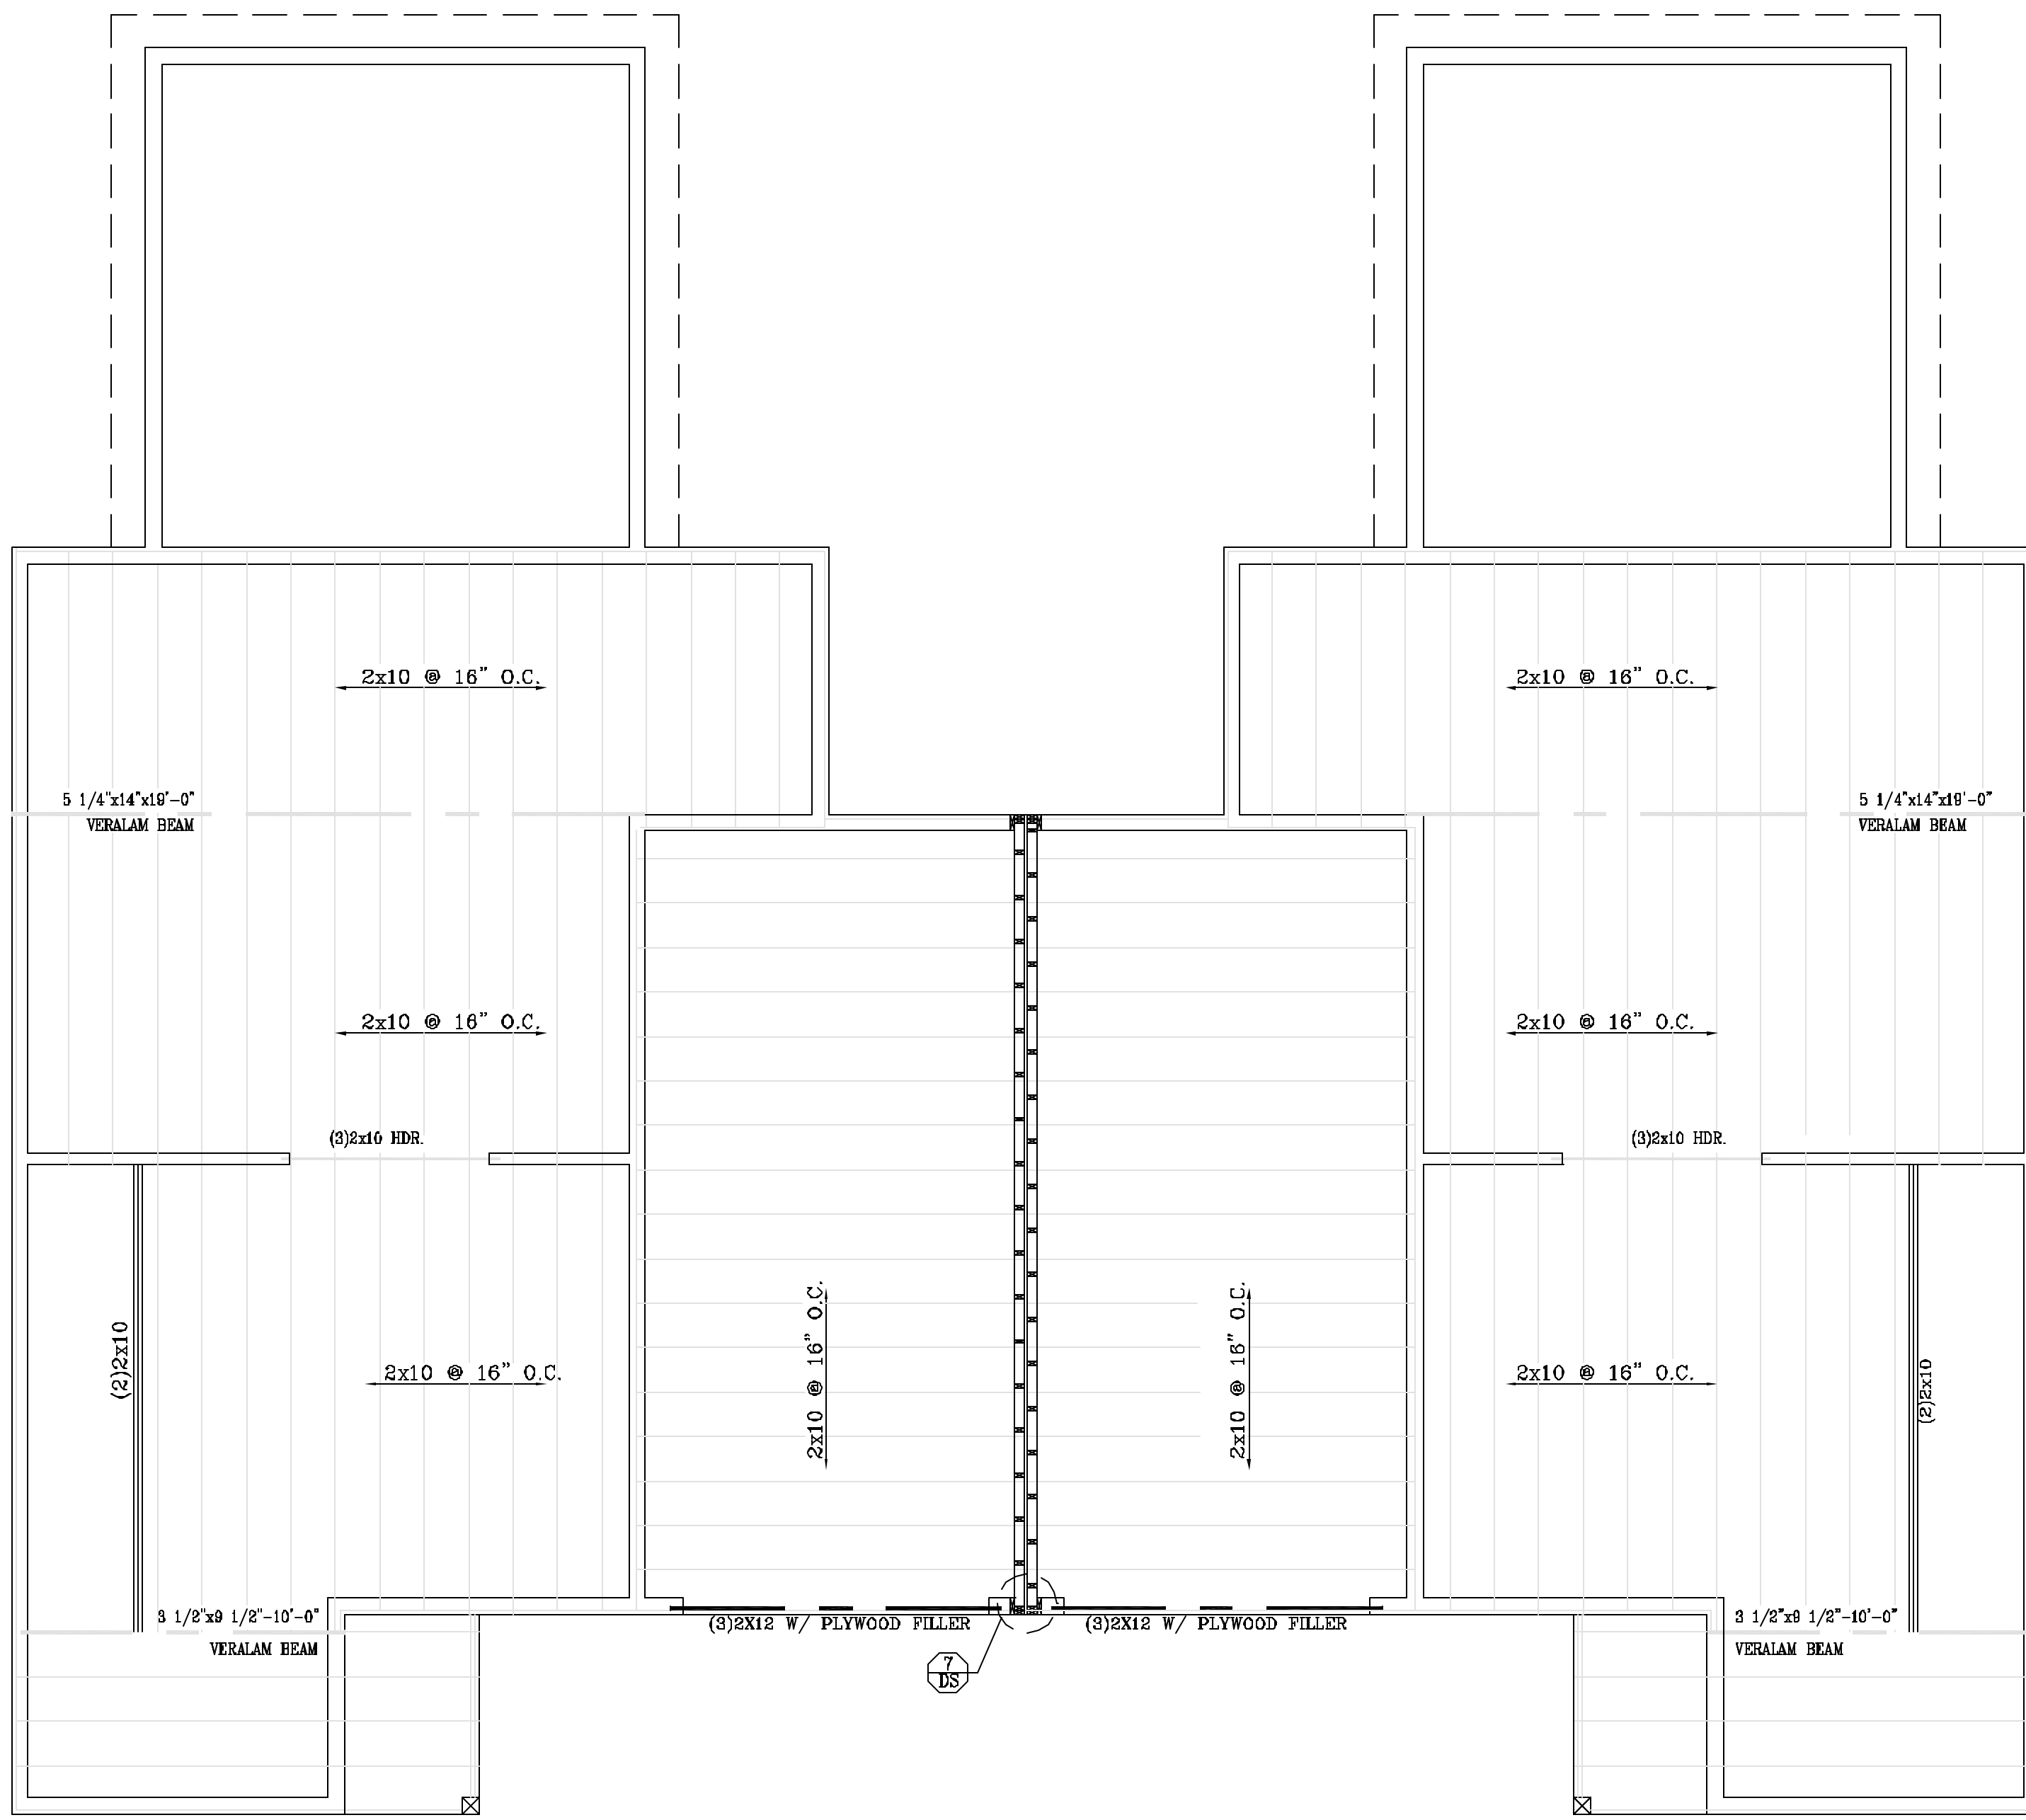 2x10 @ 16" O.C.
2x10 @ 16" O.C.
5 1/4"x14"x19'-0"
VERALAM BEAM
5 1/4"x14"x19'-0"
VERALAM BEAM
2x10 @ 16" O.C.
2x10 @ 16" O.C.
(3)2x10 HDR.
(3)2x10 HDR.
(2)2x10
2x10 @ 16" O.C.
2x10 @ 16" O.C.
2x10 @ 16" O.C.
2x10 @ 16" O.C.
(2)2x10
3 1/2"x9 1/2"-10'-0"
VERALAM BEAM
(3)2X12 W/ PLYWOOD FILLER
(3)2X12 W/ PLYWOOD FILLER
3 1/2"x9 1/2"-10'-0"
VERALAM BEAM
7
DS